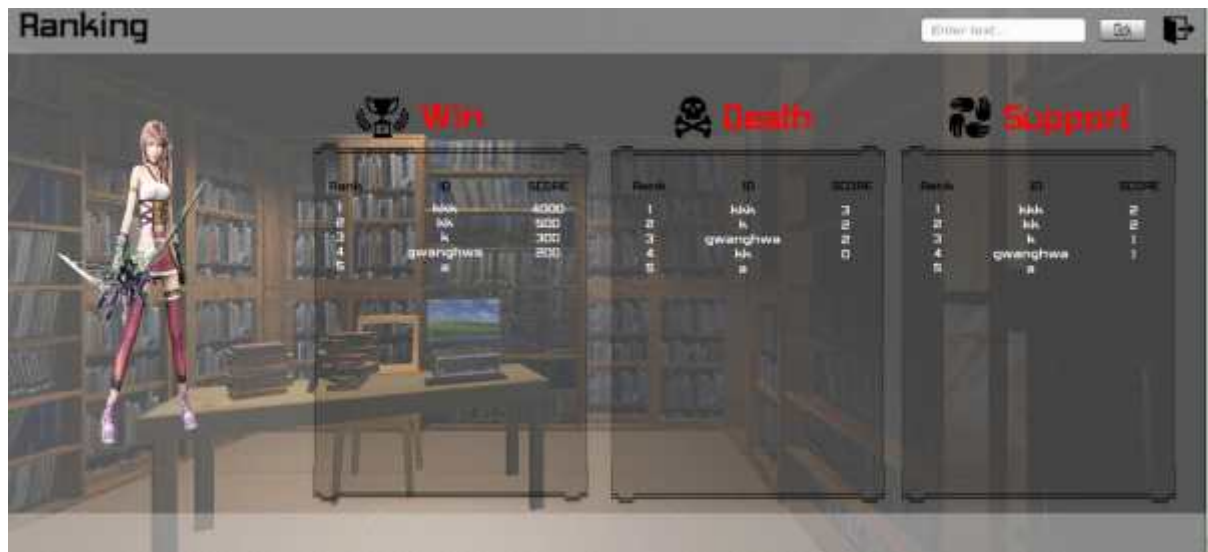 Ranking
Enter text...
Win
Rank ID SCORE
1 kkk 4000
2 kk 500
3 k 300
4 gwanghwa 200
5 a
Death
Rank ID SCORE
1 kkk 3
2 k 2
3 gwanghwa 2
4 kk 0
5 a
Support
Rank ID SCORE
1 kkk 2
2 kk 2
3 k 1
4 gwanghwa 1
5 a